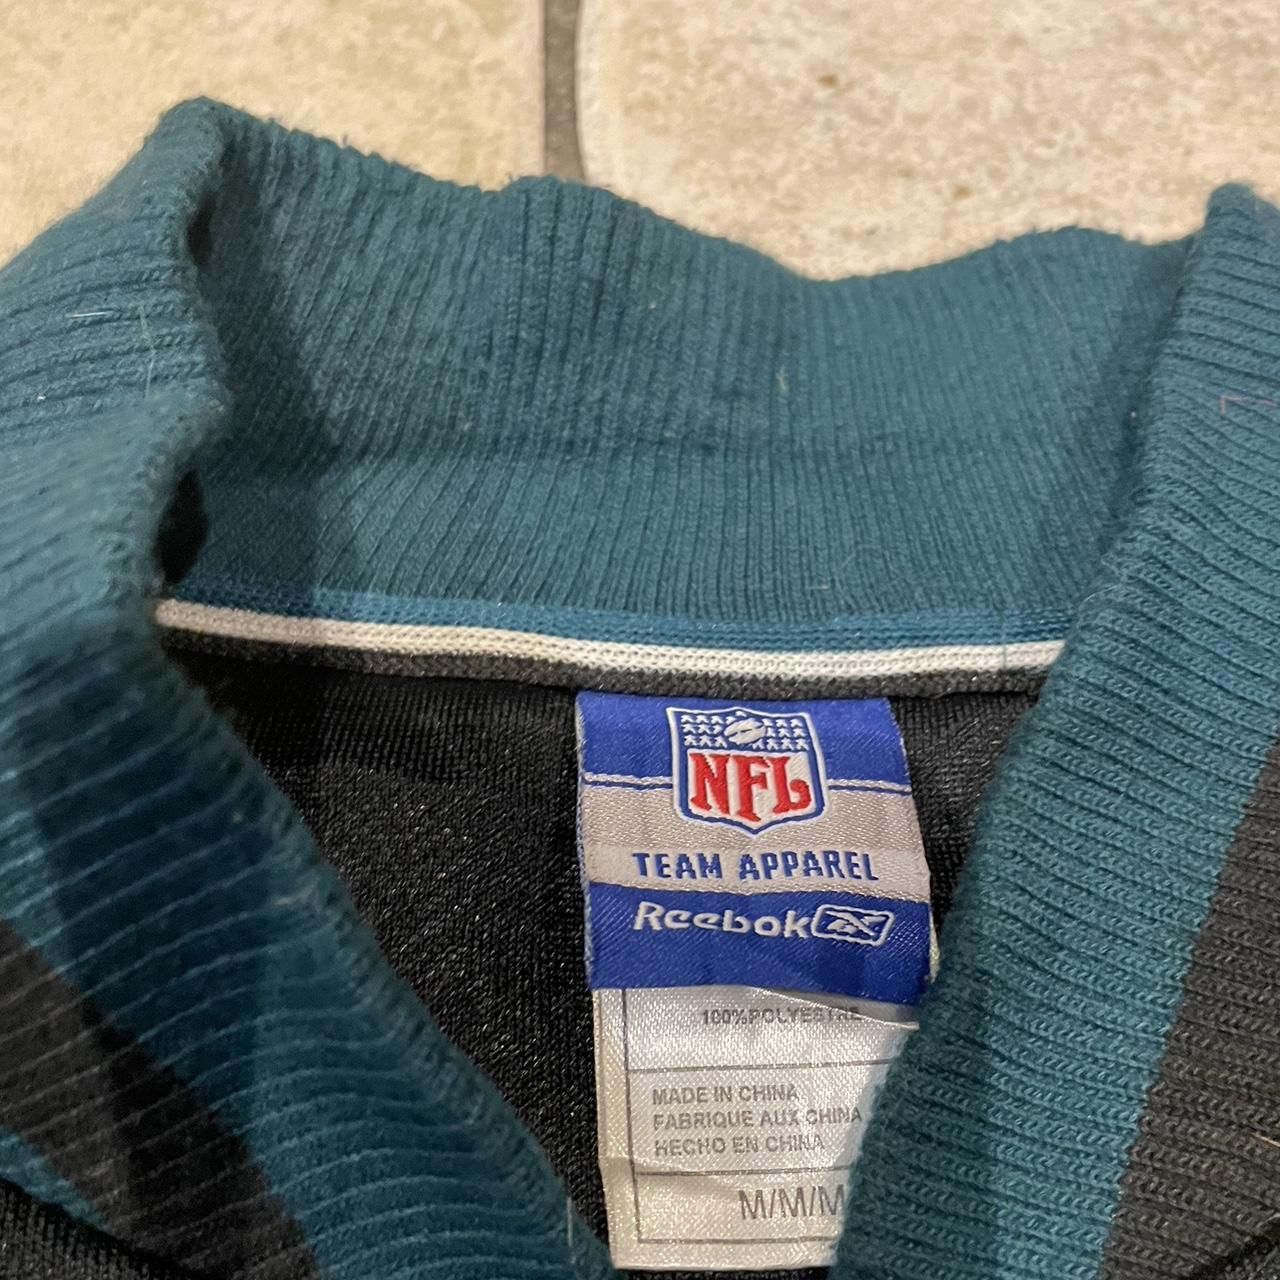 NFL
TEAM APPAREL
Reebok
100%POLYESTRE
MADE IN CHINA
FABRIQUE AUX CHINA
HECHO EN CHINA
M/M/M